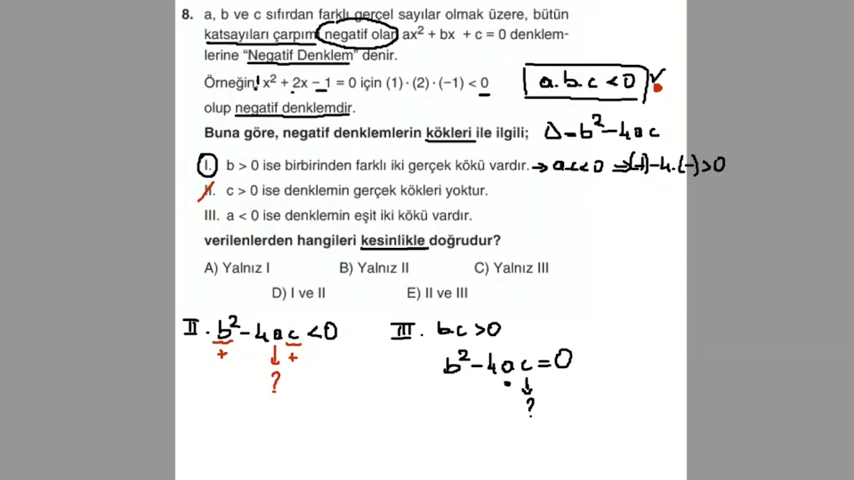 8. a, b ve c sıfırdan farklı gerçel sayılar olmak üzere, bütün
katsayıları çarpımı negatif olan ax² + bx + c = 0 denklem-
lerine "Negatif Denklem" denir.
a.b.c < 0
Örneğin x² + 2x – 1 = 0 için (1) · (2) · (–1) < 0
olup negatif denklemdir.
Buna göre, negatif denklemlerin kökleri ile ilgili;
Δ = b² - 4ac
I. b > 0 ise birbirinden farklı iki gerçek kökü vardır.
→ a.c < 0 ⇒ (+) - 4.(-) > 0
II. c > 0 ise denklemin gerçek kökleri yoktur.
III. a < 0 ise denklemin eşit iki kökü vardır.
verilenlerden hangileri kesinlikle doğrudur?
A) Yalnız I B) Yalnız II C) Yalnız III
D) I ve II E) II ve III
II. b² - 4ac < 0
+ ↓ +
?
III. bc > 0
b² - 4ac = 0
↓
?